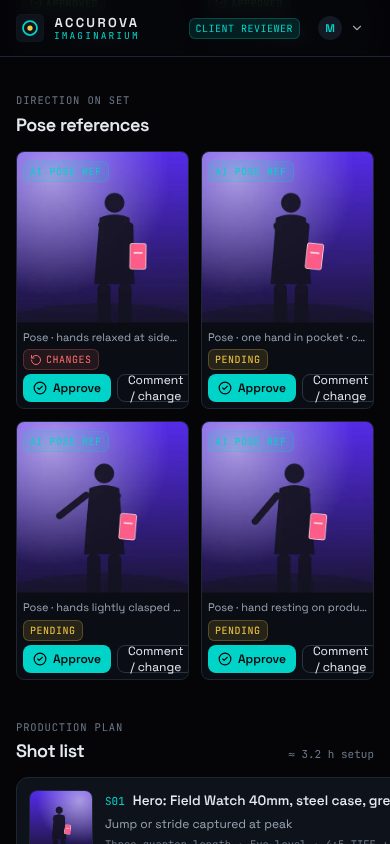 ACCUROVA
IMAGINARIUM
CLIENT REVIEWER
M
DIRECTION ON SET
Pose references
AI POSE REF
AI POSE REF
Pose · hands relaxed at side…
Pose · one hand in pocket · c…
CHANGES
PENDING
Approve
Comment
/ change
Approve
Comment
/ change
AI POSE REF
AI POSE REF
Pose · hands lightly clasped …
Pose · hand resting on produ…
PENDING
PENDING
Approve
Comment
/ change
Approve
Comment
/ change
PRODUCTION PLAN
Shot list
≈ 3.2 h setup
S01 Hero: Field Watch 40mm, steel case, gre
Jump or stride captured at peak